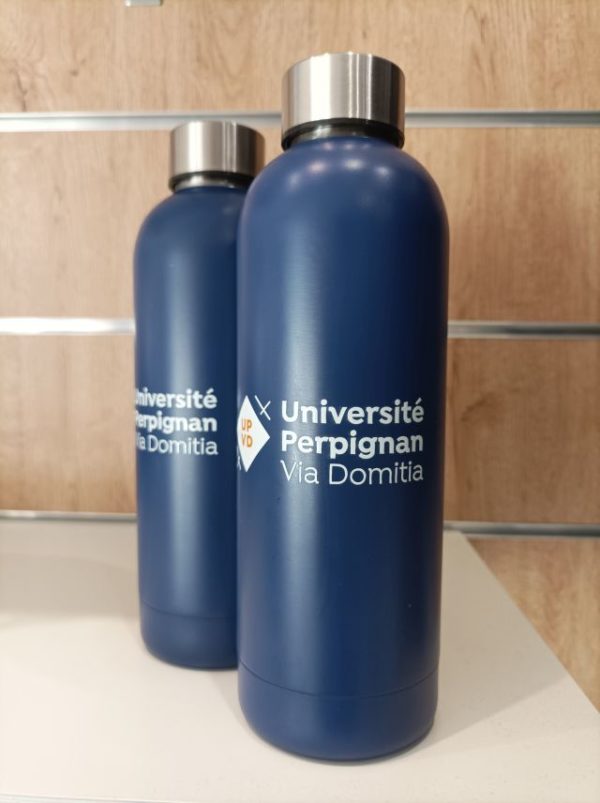 Université
Perpignan
Via Domitia
UP
VD
Université
Perpignan
Via Domitia